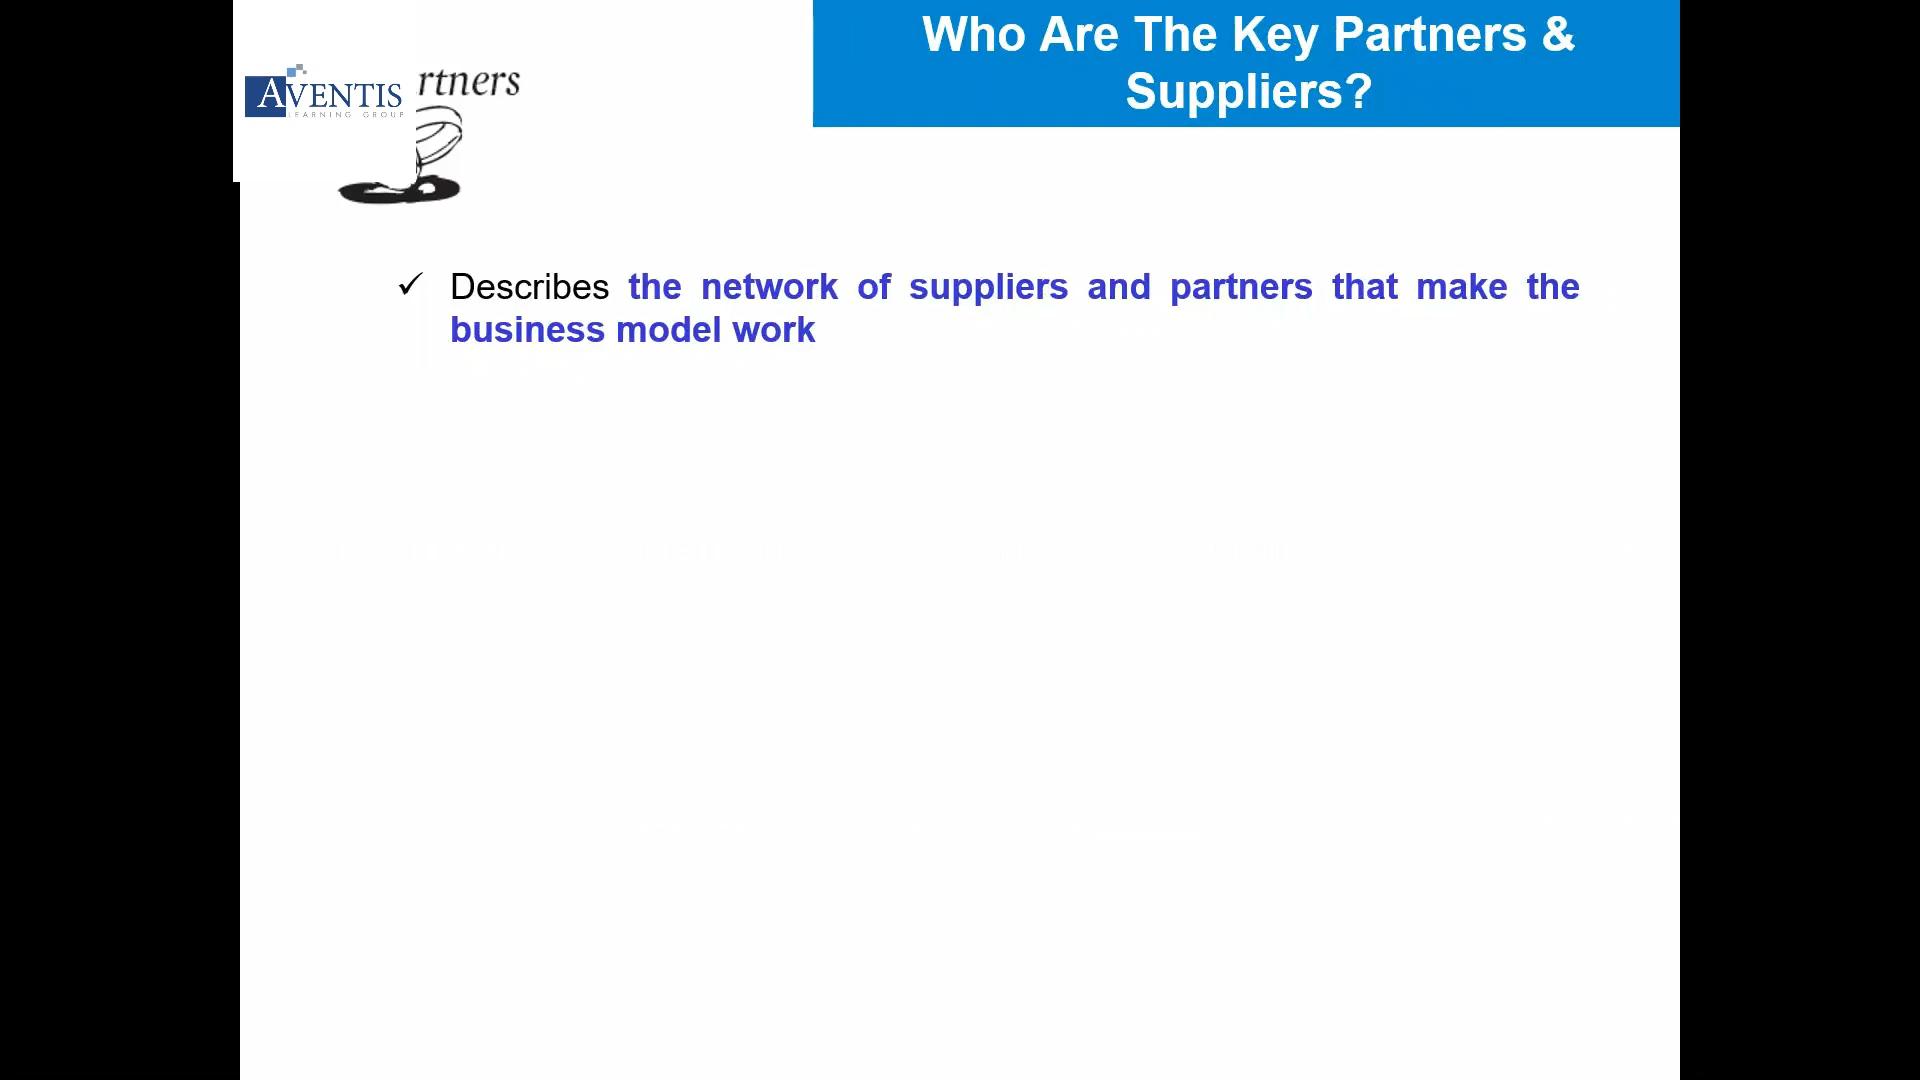 Who Are The Key Partners &
Suppliers?
AVENTIS
LEARNING GROUP
rtners
✓ Describes the network of suppliers and partners that make the
business model work